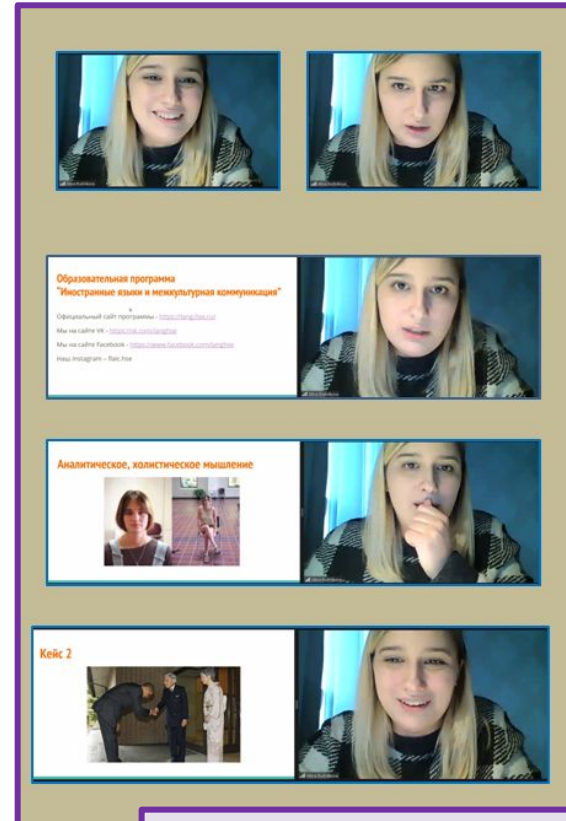 Образовательная программа
"Иностранные языки и межкультурная коммуникация"
Официальный сайт программы - https://lang.hse.ru/
Мы на сайте VK - https://vk.com/langhse
Мы на сайте Facebook - https://www.facebook.com/langhse
Наш Instagram – flaic.hse
Аналитическое, холистическое мышление
Кейс 2